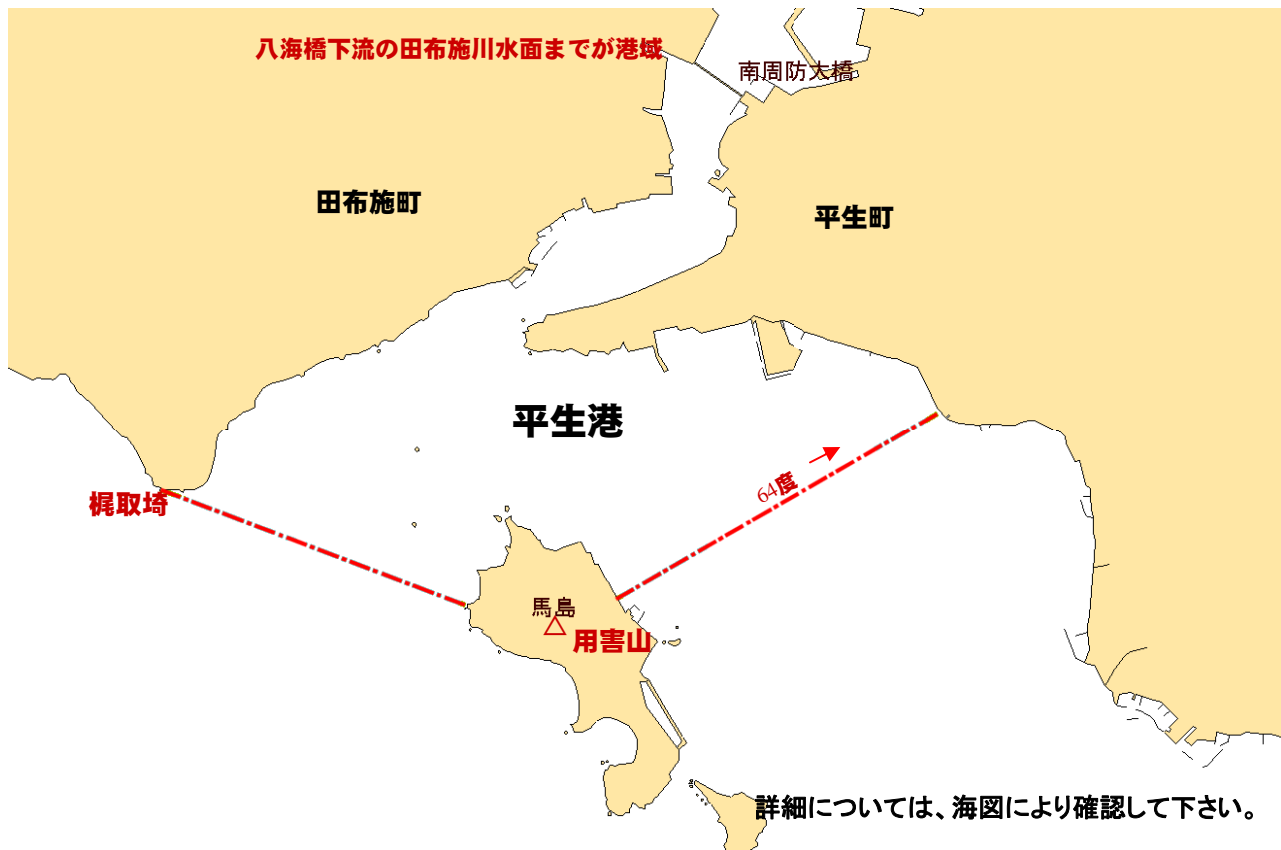 八海橋下流の田布施川水面までが港域
南周防大橋
田布施町
平生町
平生港
64度
梶取埼
馬島
用害山
詳細については、海図により確認して下さい。